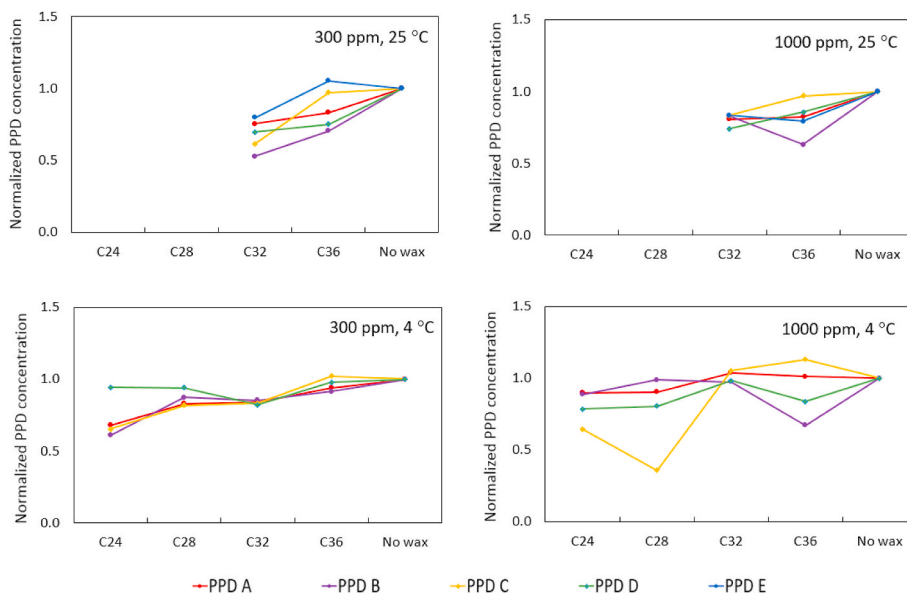 300 ppm, 25 °C
Normalized PPD concentration
1.5
1.0
0.5
0.0
C24 C28 C32 C36 No wax
1000 ppm, 25 °C
Normalized PPD concentration
1.5
1.0
0.5
0.0
C24 C28 C32 C36 No wax
300 ppm, 4 °C
Normalized PPD concentration
1.5
1.0
0.5
0.0
C24 C28 C32 C36 No wax
1000 ppm, 4 °C
Normalized PPD concentration
1.5
1.0
0.5
0.0
C24 C28 C32 C36 No wax
PPD A PPD B PPD C PPD D PPD E